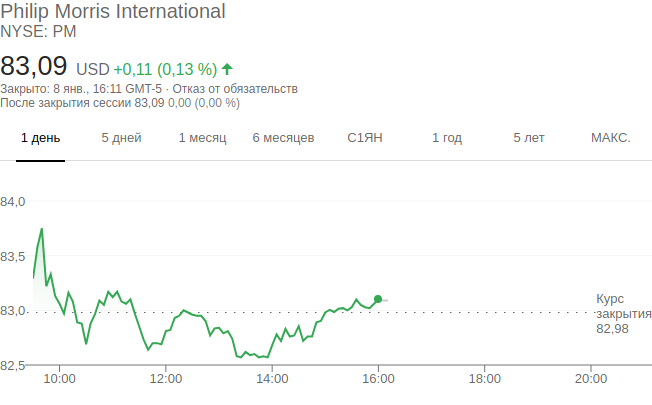 Philip Morris International
NYSE: PM
83,09 USD +0,11 (0,13 %)
Закрыто: 8 янв., 16:11 GMT-5 · Отказ от обязательств
После закрытия сессии 83,09 0,00 (0,00 %)
1 день 5 дней 1 месяц 6 месяцев С1ЯН 1 год 5 лет МАКС.
84,0
83,5
83,0
82,5
Курс
закрытия
82,98
10:00 12:00 14:00 16:00 18:00 20:00